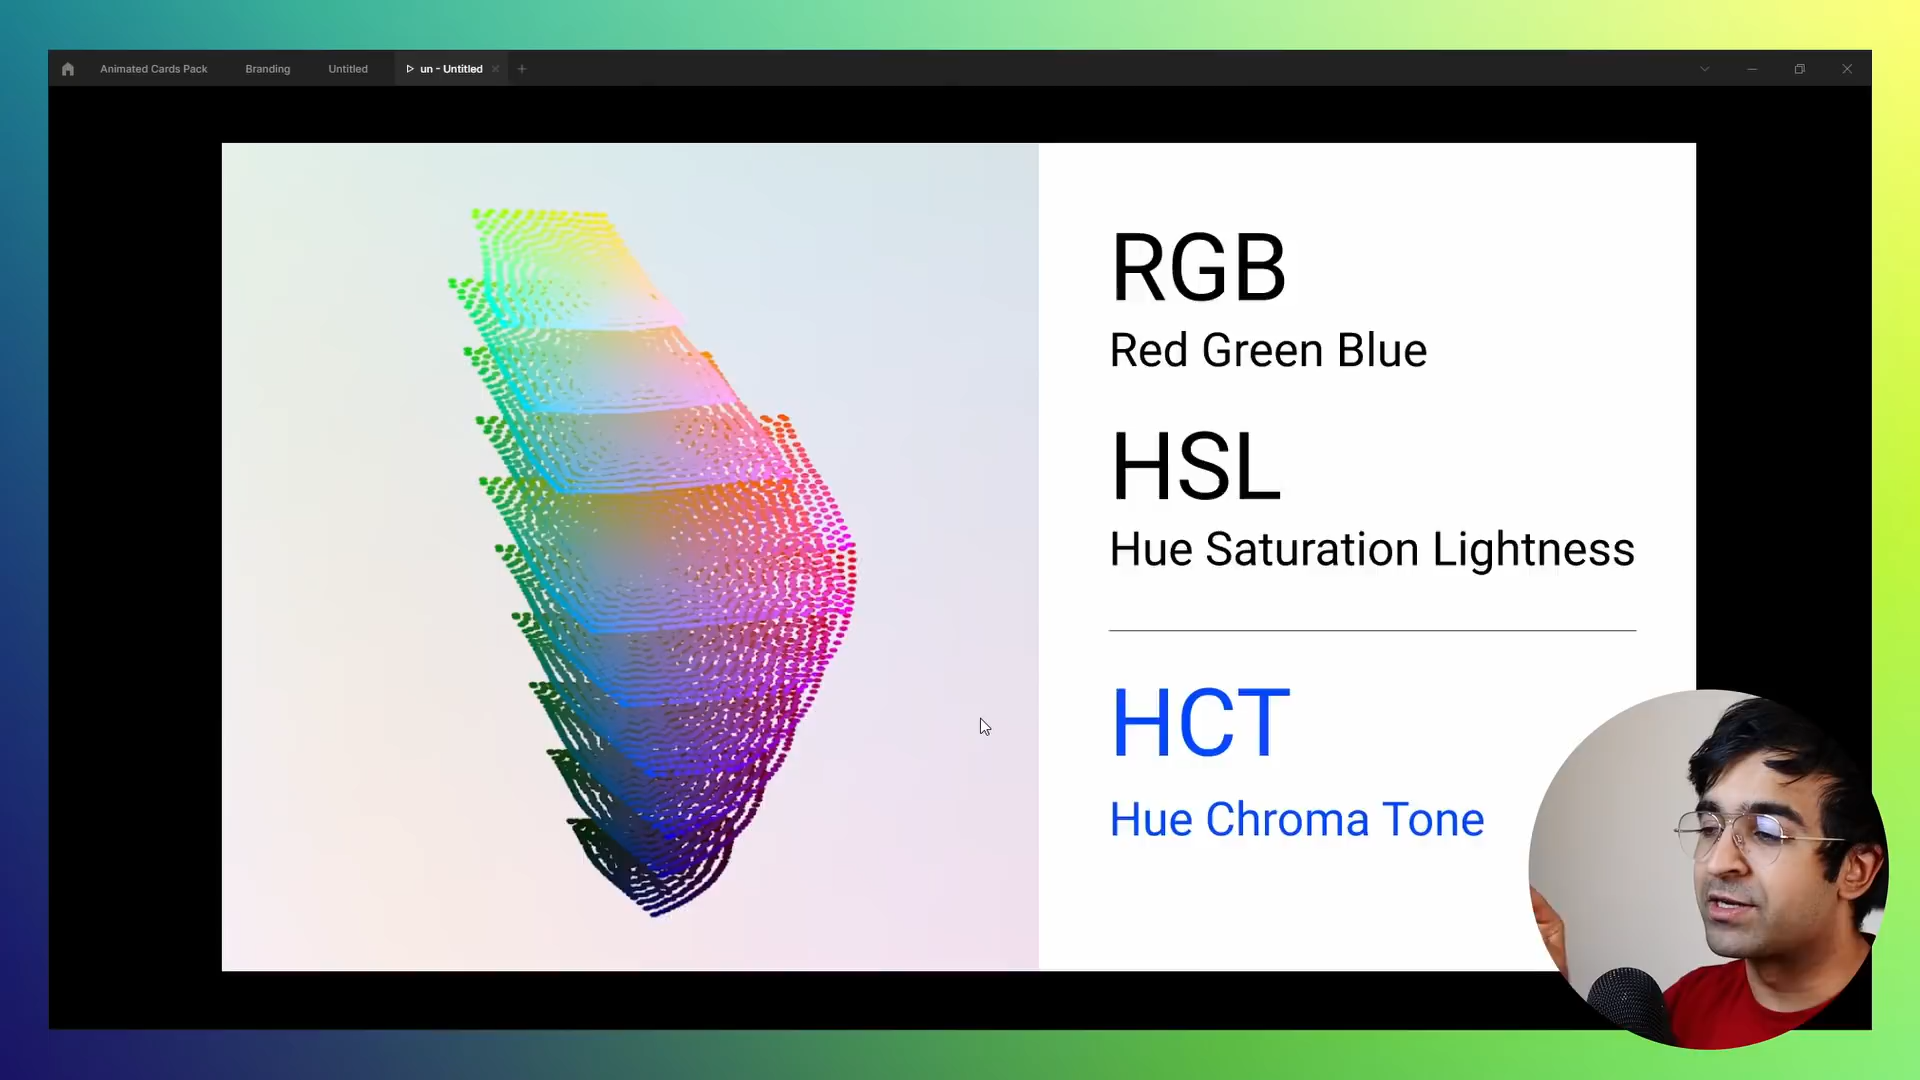 Animated Cards Pack
Branding
Untitled
un - Untitled
RGB
Red Green Blue
HSL
Hue Saturation Lightness
HCT
Hue Chroma Tone